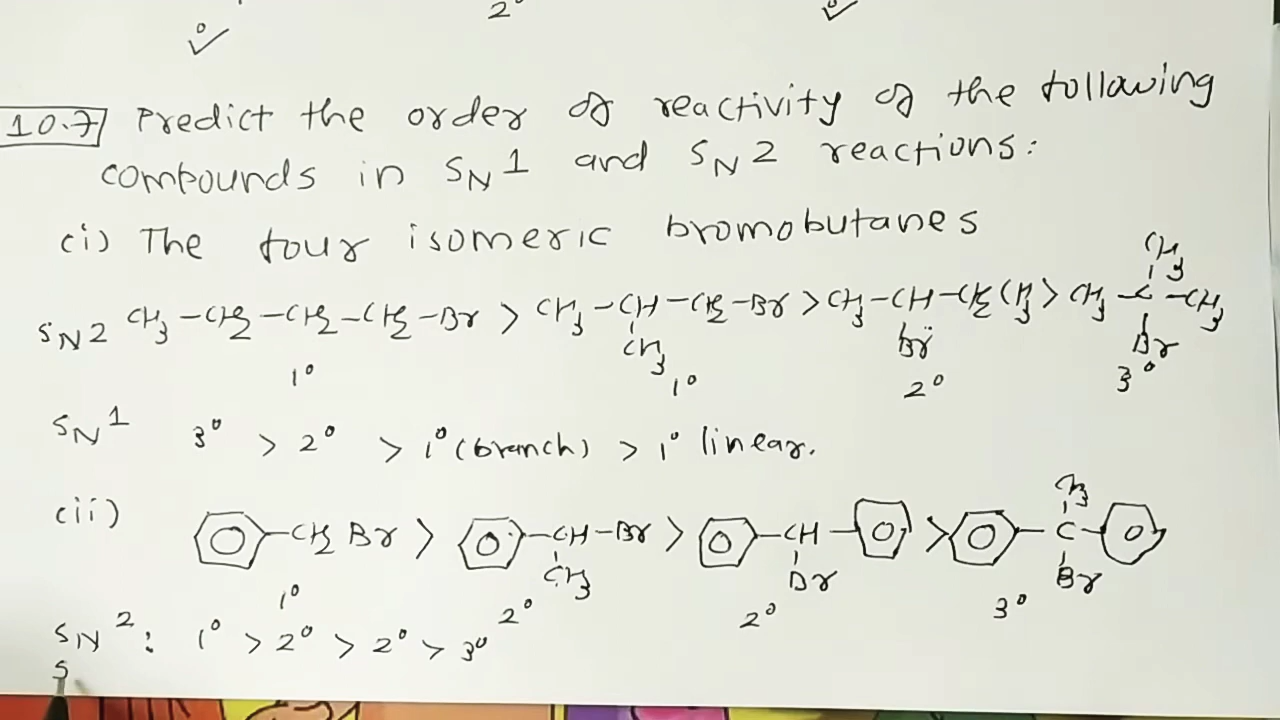 2°
10.7 Predict the order of reactivity of the following
compounds in SN1 and SN2 reactions:
(i) The four isomeric bromobutanes
SN2 CH3-CH2-CH2-CH2-Br > CH3-CH-CH2-Br > CH3-CH-CH2CH3 > CH3-C-CH3
CH3
CH3 Br Br
1° 1° 2° 3°
SN1 3° > 2° > 1°(branch) > 1° linear.
(ii) CH2Br > CH-Br > CH > C
CH3
CH3 Br Br
1° 2° 2° 3°
SN2: 1° > 2° > 2° > 3°
S